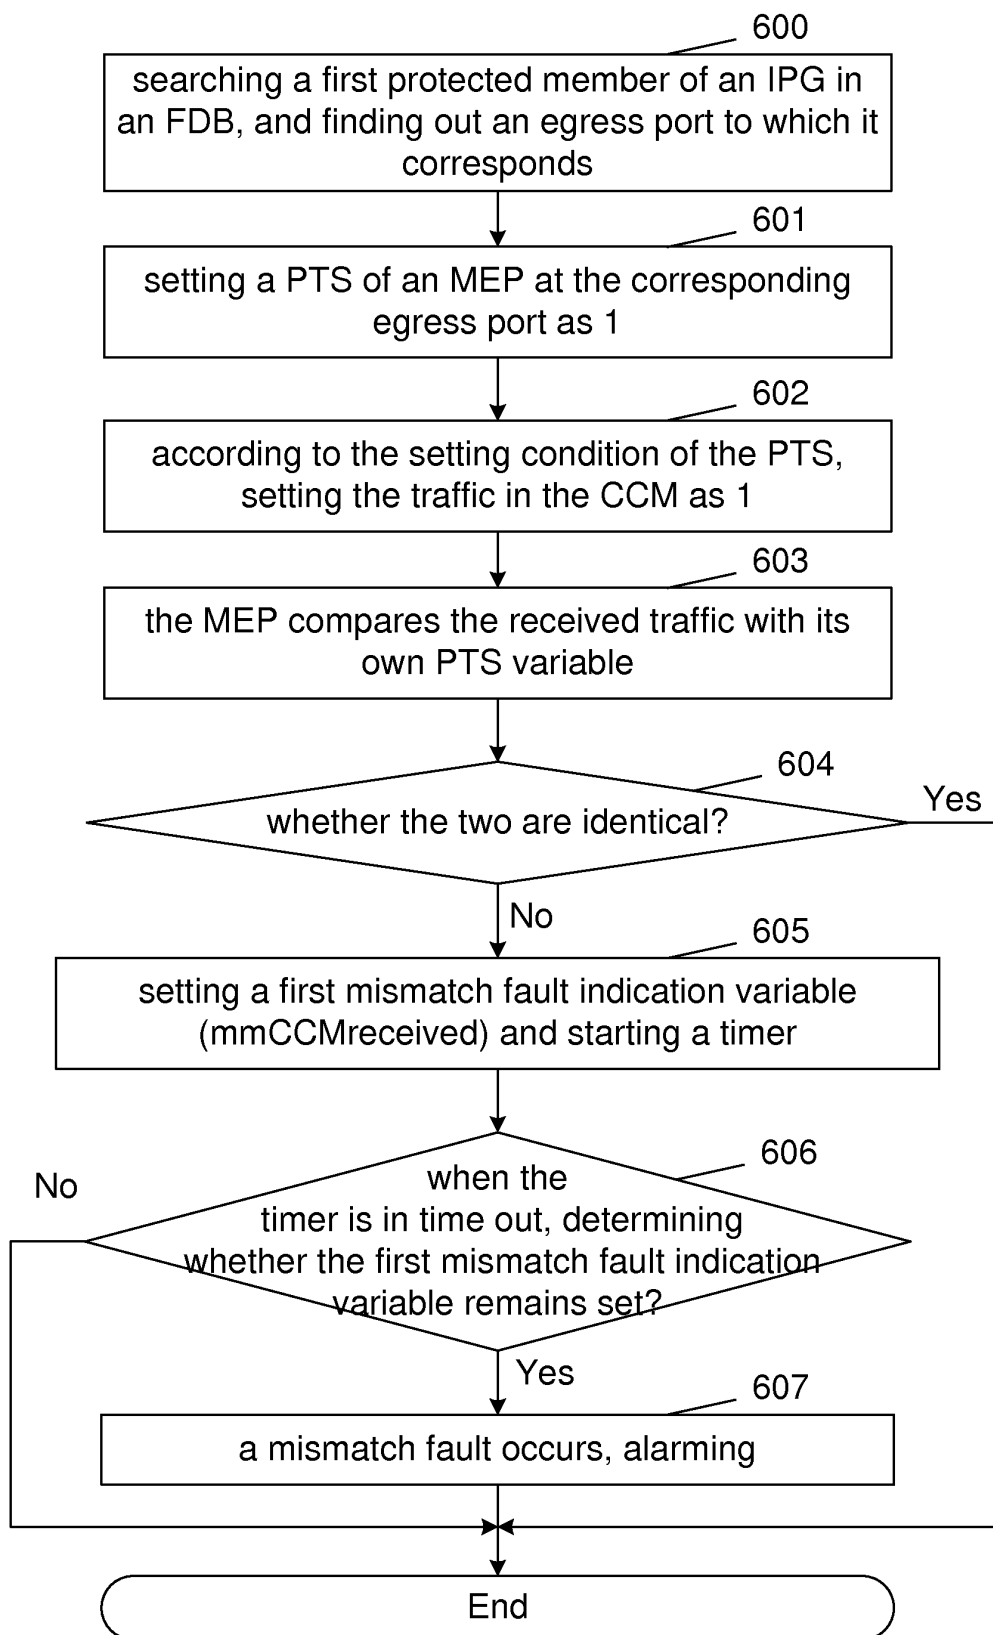 600
searching a first protected member of an IPG in
an FDB, and finding out an egress port to which it
corresponds
601
setting a PTS of an MEP at the corresponding
egress port as 1
602
according to the setting condition of the PTS,
setting the traffic in the CCM as 1
603
the MEP compares the received traffic with its
own PTS variable
604
whether the two are identical?
Yes
No
605
setting a first mismatch fault indication variable
(mmCCMreceived) and starting a timer
606
No
when the
timer is in time out, determining
whether the first mismatch fault indication
variable remains set?
Yes
607
a mismatch fault occurs, alarming
End